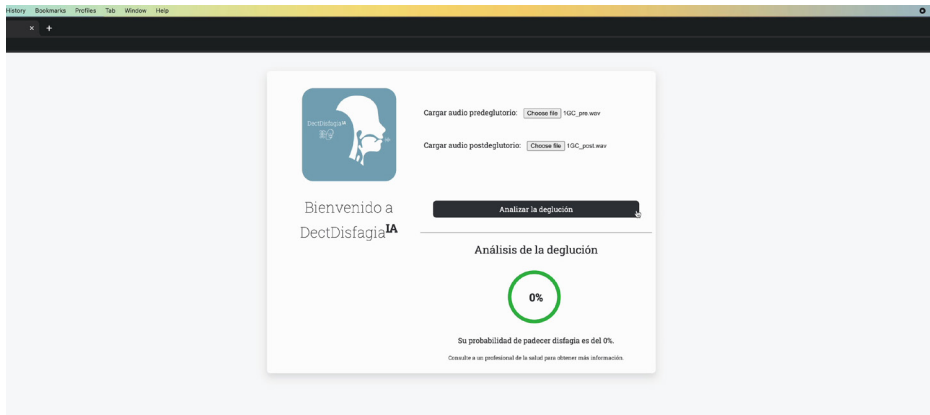 History Bookmarks Profiles Tab Window Help
× +
DectDisfagiaIA
Cargar audio predeglutorio: Choose file 1GC_pre.wav
Cargar audio postdeglutorio: Choose file 1GC_post.wav
Bienvenido a
DectDisfagiaIA
Analizar la deglución
Análisis de la deglución
0%
Su probabilidad de padecer disfagia es del 0%.
Consulte a un profesional de la salud para obtener más información.